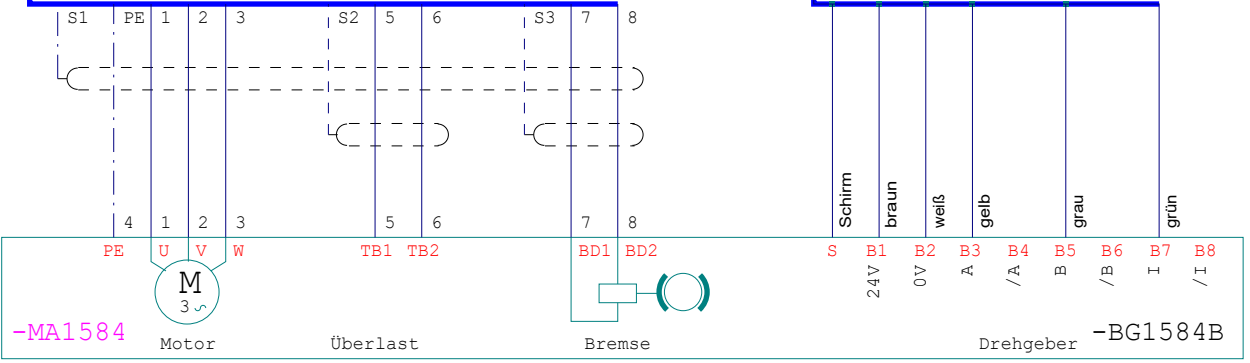 S1 PE 1 2 3 S2 5 6 S3 7 8
Schirm
braun
weiß
gelb
grau
grün
4 1 2 3 5 6 7 8
PE U V W TB1 TB2 BD1 BD2 S B1 B2 B3 B4 B5 B6 B7 B8
24V
0V
A
/A
B
/B
I
/I
M
3~
-MA1584 Motor Überlast Bremse Drehgeber -BG1584B